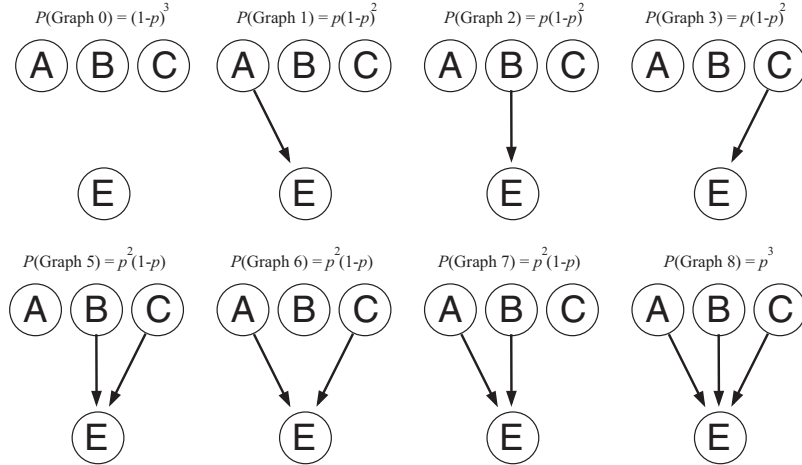 P(Graph 0) = (1-p)³ P(Graph 1) = p(1-p)² P(Graph 2) = p(1-p)² P(Graph 3) = p(1-p)²
A B C A B C A B C A B C
E E E E
P(Graph 5) = p²(1-p) P(Graph 6) = p²(1-p) P(Graph 7) = p²(1-p) P(Graph 8) = p³
A B C A B C A B C A B C
E E E E